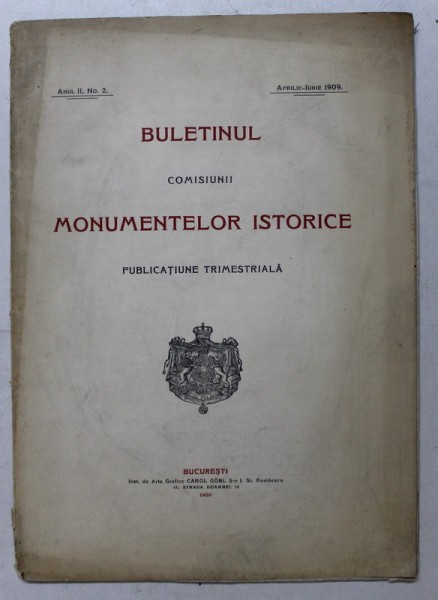 ANUL II, No. 2.
APRILIE-IUNIE 1909.
BULETINUL
COMISIUNII
MONUMENTELOR ISTORICE
PUBLICAȚIUNE TRIMESTRIALĂ
BUCUREȘTI
Inst. de Arte Grafice CAROL GÖBL S-r I. St. Rasidescu
16, STRADA DOAMNEI, 16
1909